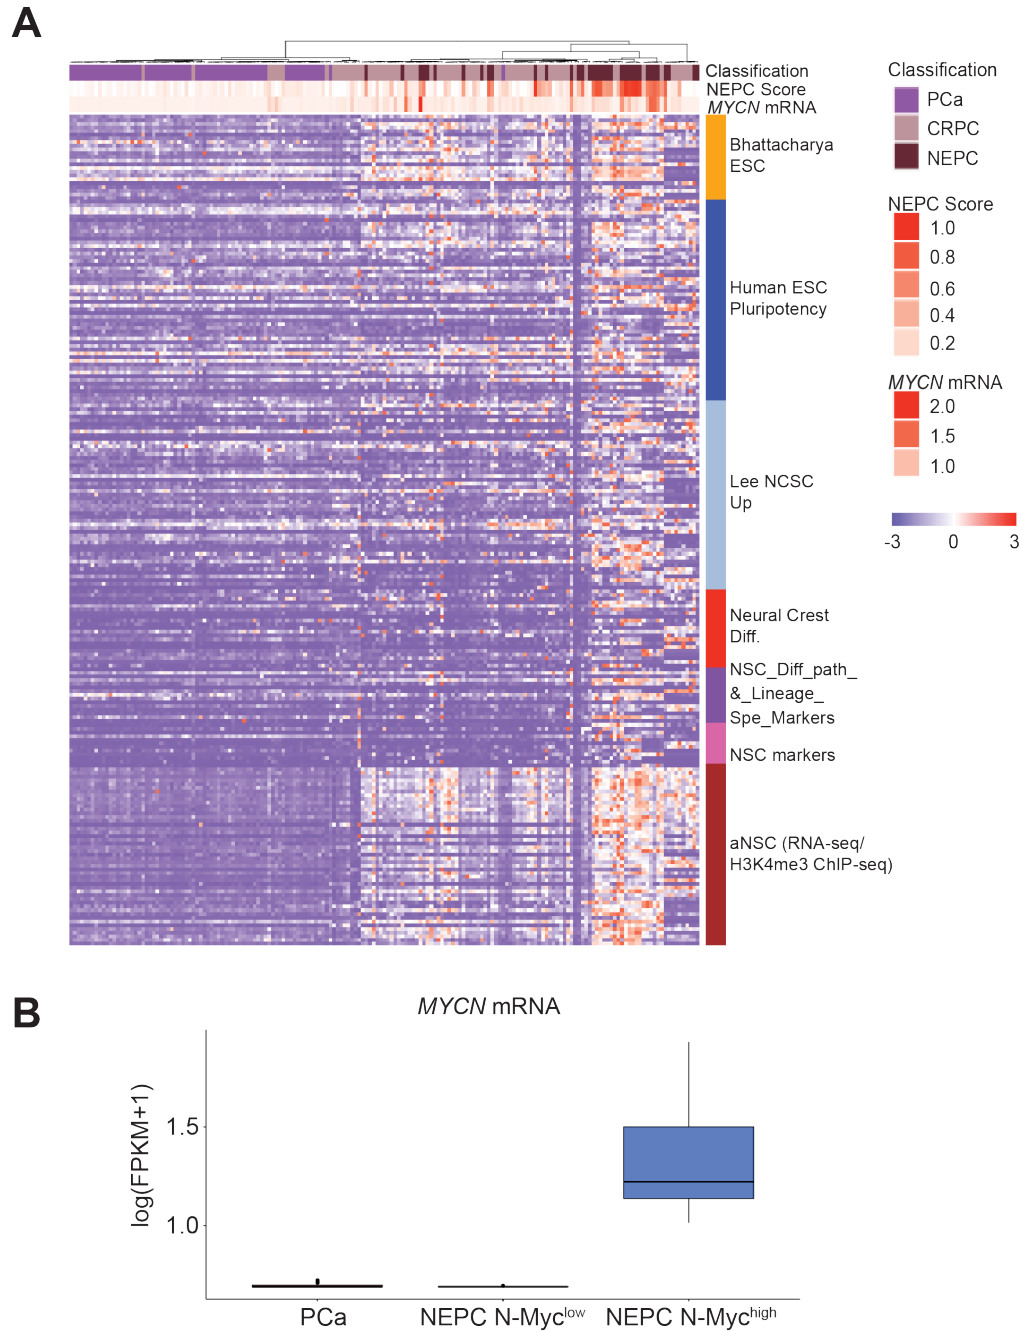 A
Classification
NEPC Score
MYCN mRNA
Bhattacharya
ESC
Human ESC
Pluripotency
Lee NCSC
Up
Neural Crest
Diff.
NSC_Diff_path_
&_Lineage_
Spe_Markers
NSC markers
aNSC (RNA-seq/
H3K4me3 ChIP-seq)
Classification
PCa
CRPC
NEPC
NEPC Score
1.0
0.8
0.6
0.4
0.2
MYCN mRNA
2.0
1.5
1.0
-3 0 3
B
MYCN mRNA
log(FPKM+1)
1.5
1.0
PCa NEPC N-Myclow NEPC N-Mychigh